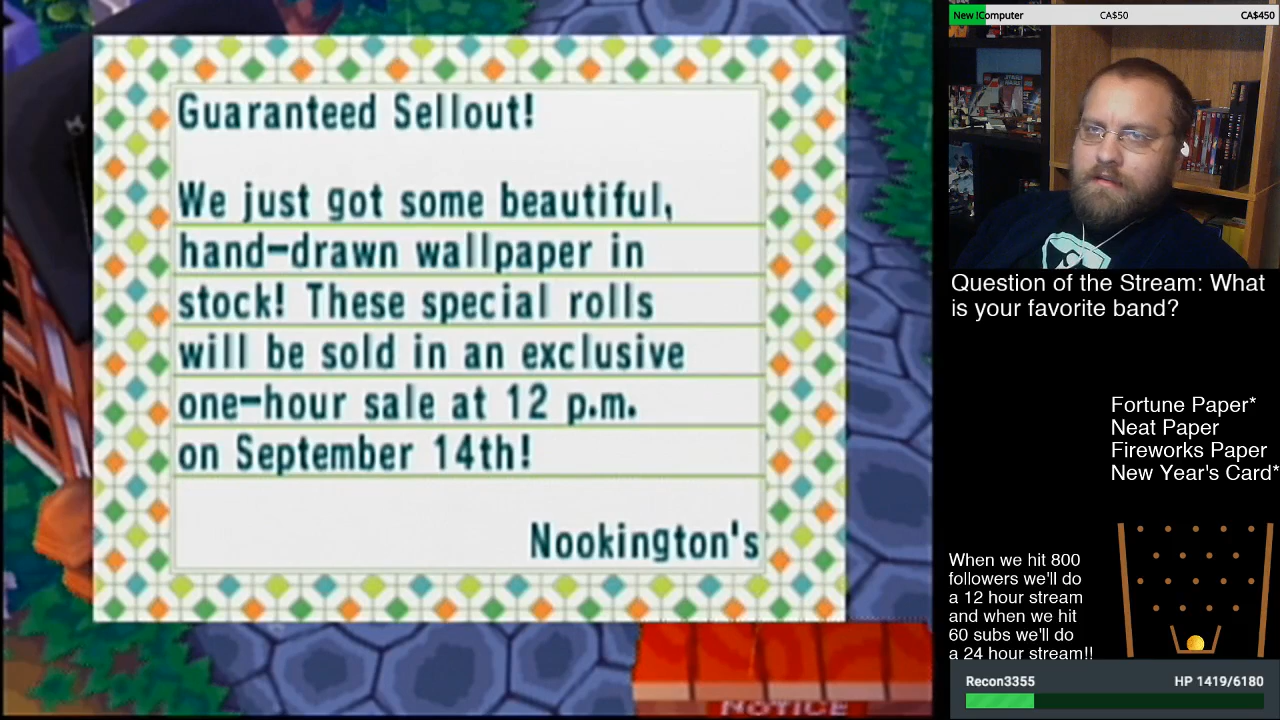 Guaranteed Sellout!
We just got some beautiful,
hand-drawn wallpaper in
stock! These special rolls
will be sold in an exclusive
one-hour sale at 12 p.m.
on September 14th!
Nookington's
NOTICE
New !Computer CA$50 CA$450
Question of the Stream: What
is your favorite band?
Fortune Paper*
Neat Paper
Fireworks Paper
New Year's Card*
When we hit 800
followers we'll do
a 12 hour stream
and when we hit
60 subs we'll do
a 24 hour stream!!
Recon3355 HP 1419/6180